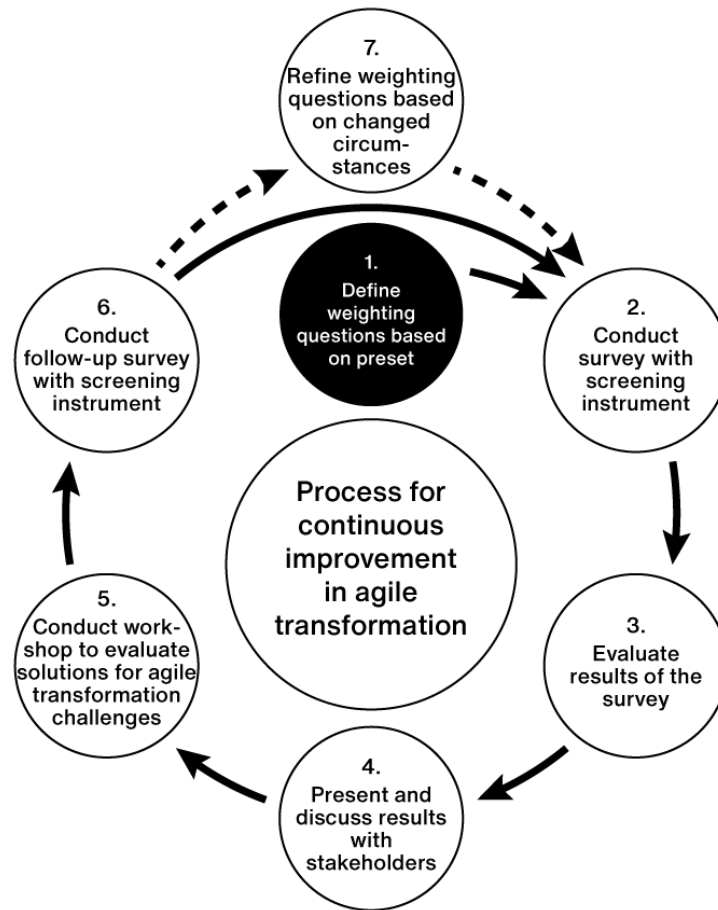 7.
Refine weighting
questions based
on changed
circum-
stances
1.
Define
weighting
questions based
on preset
2.
Conduct
survey with
screening
instrument
3.
Evaluate
results of the
survey
4.
Present and
discuss results
with
stakeholders
5.
Conduct work-
shop to evaluate
solutions for agile
transformation
challenges
6.
Conduct
follow-up survey
with screening
instrument
Process for
continuous
improvement
in agile
transformation